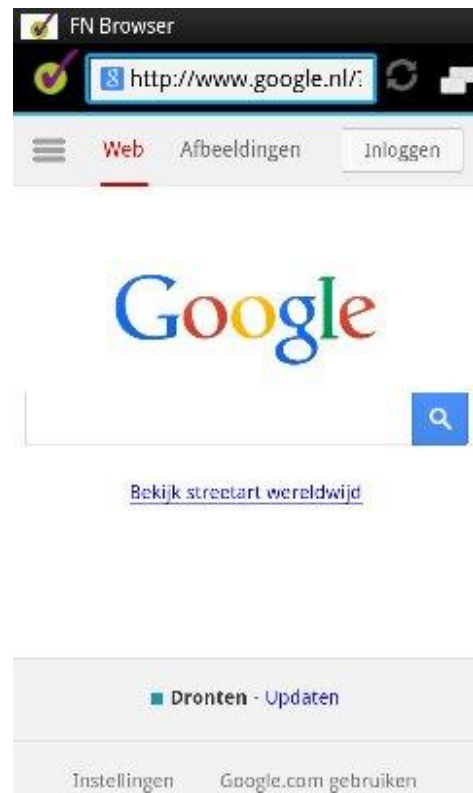 FN Browser
8 http://www.google.nl/?
Web Afbeeldingen Inloggen
Google
Bekijk streetart wereldwijd
Dronten - Updaten
Instellingen Google.com gebruiken